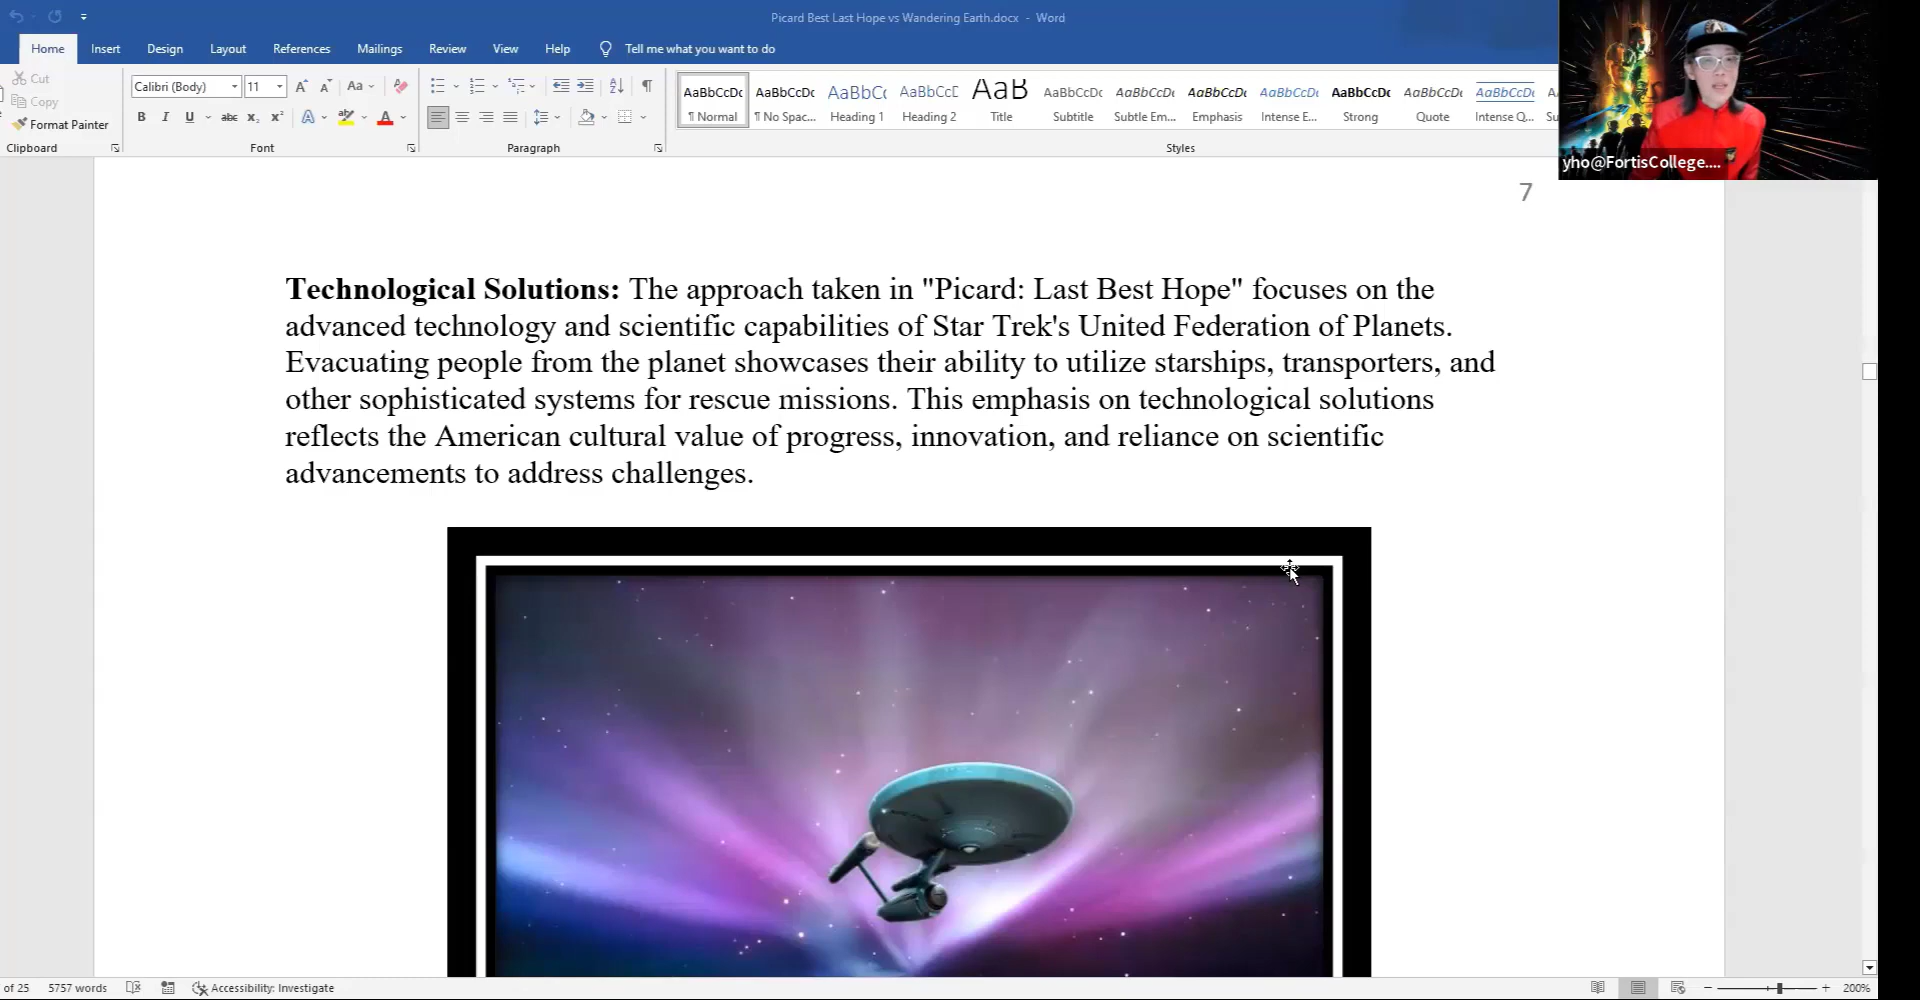 Picard Best Last Hope vs Wandering Earth.docx - Word
Home Insert Design Layout References Mailings Review View Help Tell me what you want to do
Cut
Copy
Format Painter
Clipboard
Calibri (Body) 11
Font
Paragraph
AaBbCcDc AaBbCcDc AaBbCc AaBbCcD AaB AaBbCcDc AaBbCcDc AaBbCcDc AaBbCcDc AaBbCcDc AaBbCcDc AaBbCcDc
¶ Normal ¶ No Spac... Heading 1 Heading 2 Title Subtitle Subtle Em... Emphasis Intense E... Strong Quote Intense Q...
Styles
yho@FortisCollege....
7
Technological Solutions: The approach taken in "Picard: Last Best Hope" focuses on the
advanced technology and scientific capabilities of Star Trek's United Federation of Planets.
Evacuating people from the planet showcases their ability to utilize starships, transporters, and
other sophisticated systems for rescue missions. This emphasis on technological solutions
reflects the American cultural value of progress, innovation, and reliance on scientific
advancements to address challenges.
of 25 5757 words Accessibility: Investigate 200%